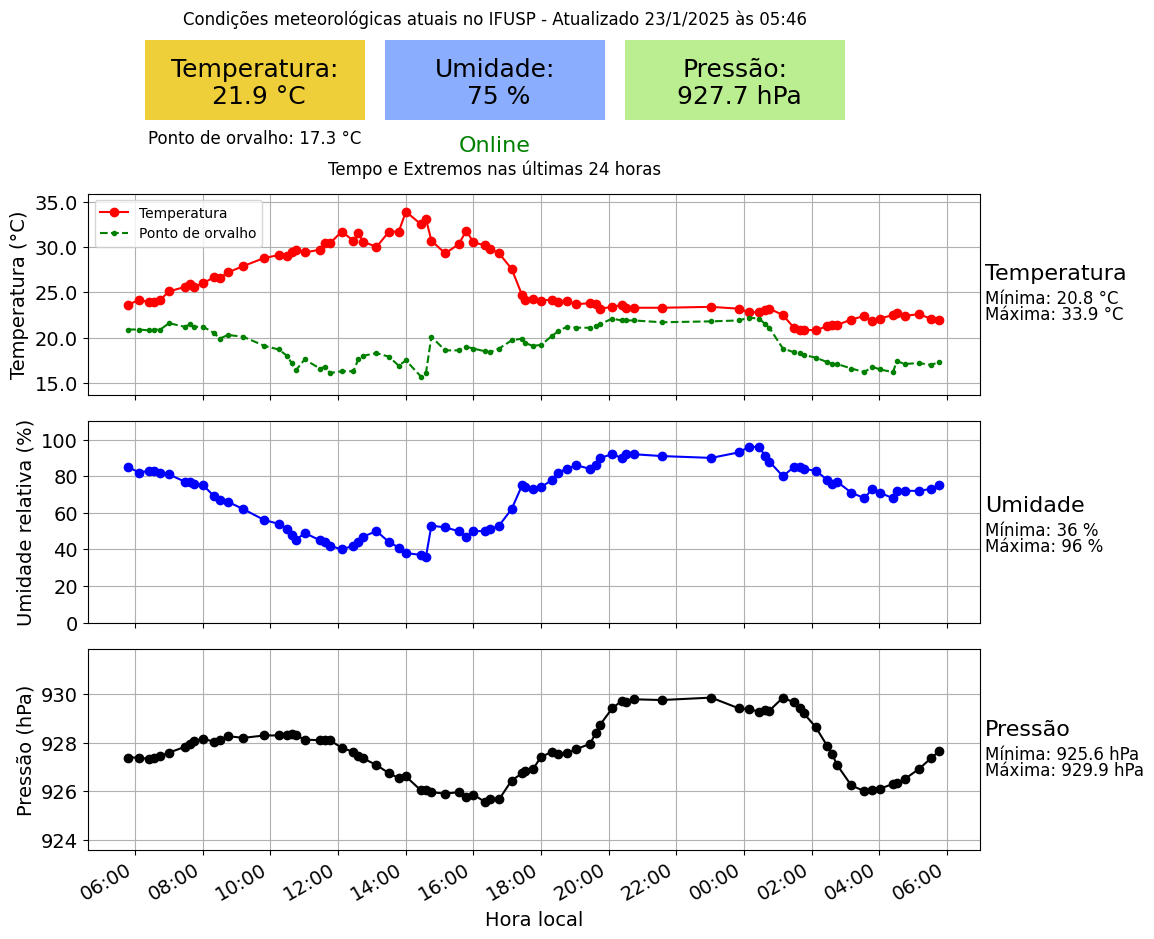 Condições meteorológicas atuais no IFUSP - Atualizado 23/1/2025 às 05:46
Temperatura:
21.9 °C
Umidade:
75 %
Pressão:
927.7 hPa
Ponto de orvalho: 17.3 °C
Online
Tempo e Extremos nas últimas 24 horas
Temperatura (°C)
35.0
30.0
25.0
20.0
15.0
Temperatura
Ponto de orvalho
Temperatura
Mínima: 20.8 °C
Máxima: 33.9 °C
Umidade relativa (%)
100
80
60
40
20
0
Umidade
Mínima: 36 %
Máxima: 96 %
Pressão (hPa)
930
928
926
924
Pressão
Mínima: 925.6 hPa
Máxima: 929.9 hPa
06:00 08:00 10:00 12:00 14:00 16:00 18:00 20:00 22:00 00:00 02:00 04:00 06:00
Hora local